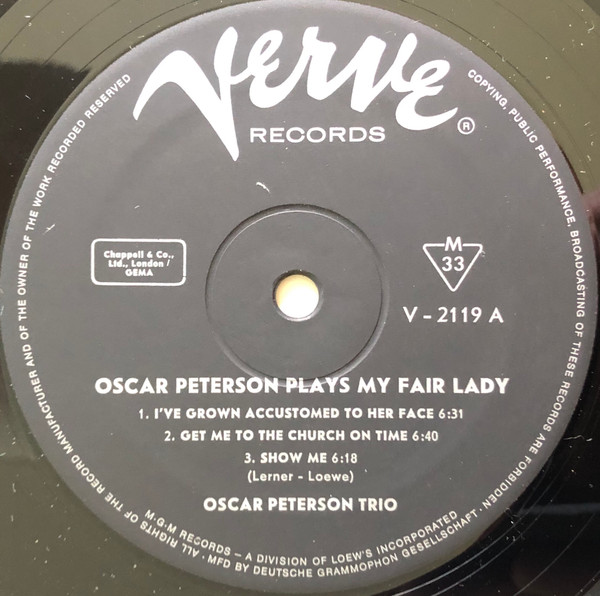 Verve
RECORDS
®
Chappell & Co.,
Ltd., London /
GEMA
M
33
V - 2119 A
OSCAR PETERSON PLAYS MY FAIR LADY
1. I'VE GROWN ACCUSTOMED TO HER FACE 6:31
2. GET ME TO THE CHURCH ON TIME 6:40
3. SHOW ME 6:18
(Lerner - Loewe)
OSCAR PETERSON TRIO
M·G·M RECORDS – A DIVISION OF LOEW'S INCORPORATED
ALL RIGHTS OF THE RECORD MANUFACTURER AND OF THE OWNER OF THE WORK RECORDED RESERVED
COPYING, PUBLIC PERFORMANCE, BROADCASTING OF THESE RECORDS ARE FORBIDDEN · MFD BY DEUTSCHE GRAMMOPHON GESELLSCHAFT ·